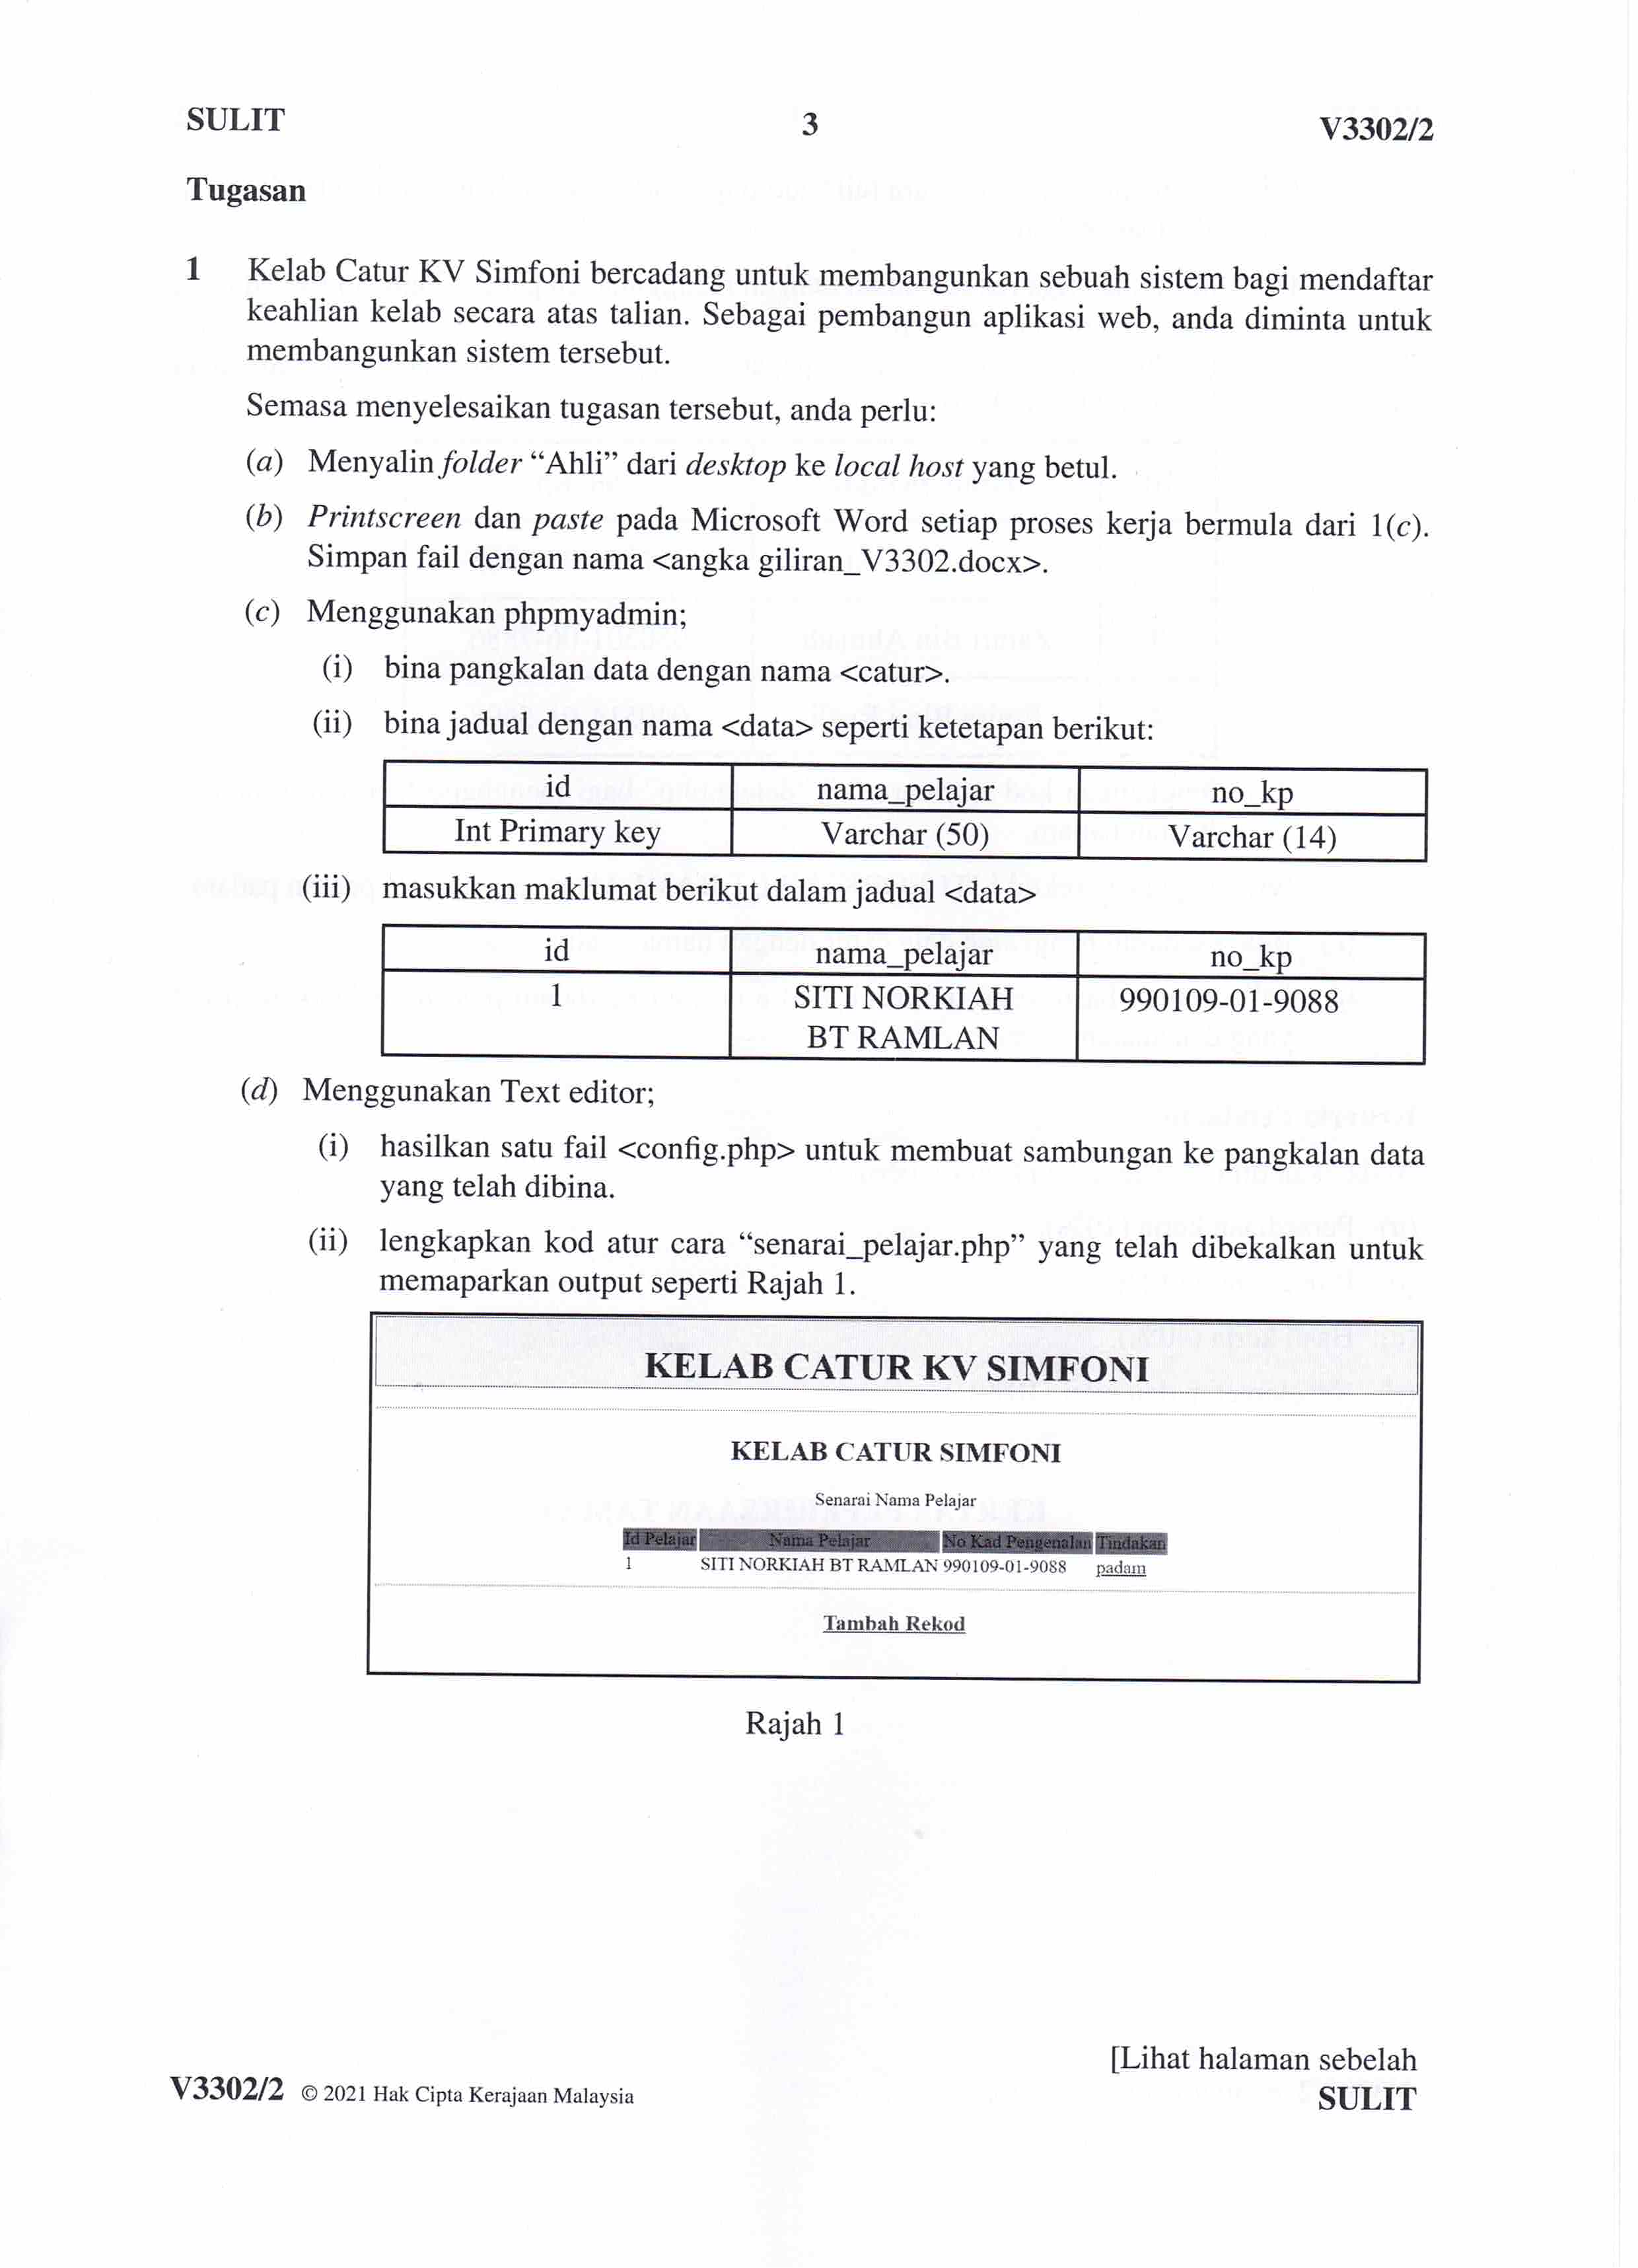 SULIT 3 V3302/2
Tugasan
1 Kelab Catur KV Simfoni bercadang untuk membangunkan sebuah sistem bagi mendaftar
keahlian kelab secara atas talian. Sebagai pembangun aplikasi web, anda diminta untuk
membangunkan sistem tersebut.
Semasa menyelesaikan tugasan tersebut, anda perlu:
(a) Menyalin folder “Ahli” dari desktop ke local host yang betul.
(b) Printscreen dan paste pada Microsoft Word setiap proses kerja bermula dari 1(c).
Simpan fail dengan nama <angka giliran_V3302.docx>.
(c) Menggunakan phpmyadmin;
(i) bina pangkalan data dengan nama <catur>.
(ii) bina jadual dengan nama <data> seperti ketetapan berikut:
id nama_pelajar no_kp
Int Primary key Varchar (50) Varchar (14)
(iii) masukkan maklumat berikut dalam jadual <data>
id nama_pelajar no_kp
1 SITI NORKIAH 990109-01-9088
BT RAMLAN
(d) Menggunakan Text editor;
(i) hasilkan satu fail <config.php> untuk membuat sambungan ke pangkalan data
yang telah dibina.
(ii) lengkapkan kod atur cara “senarai_pelajar.php” yang telah dibekalkan untuk
memaparkan output seperti Rajah 1.
KELAB CATUR KV SIMFONI
KELAB CATUR SIMFONI
Senarai Nama Pelajar
Id Pelajar Nama Pelajar No Kad Pengenalan Tindakan
1 SITI NORKIAH BT RAMLAN 990109-01-9088 padam
Tambah Rekod
Rajah 1
[Lihat halaman sebelah
V3302/2 © 2021 Hak Cipta Kerajaan Malaysia
SULIT